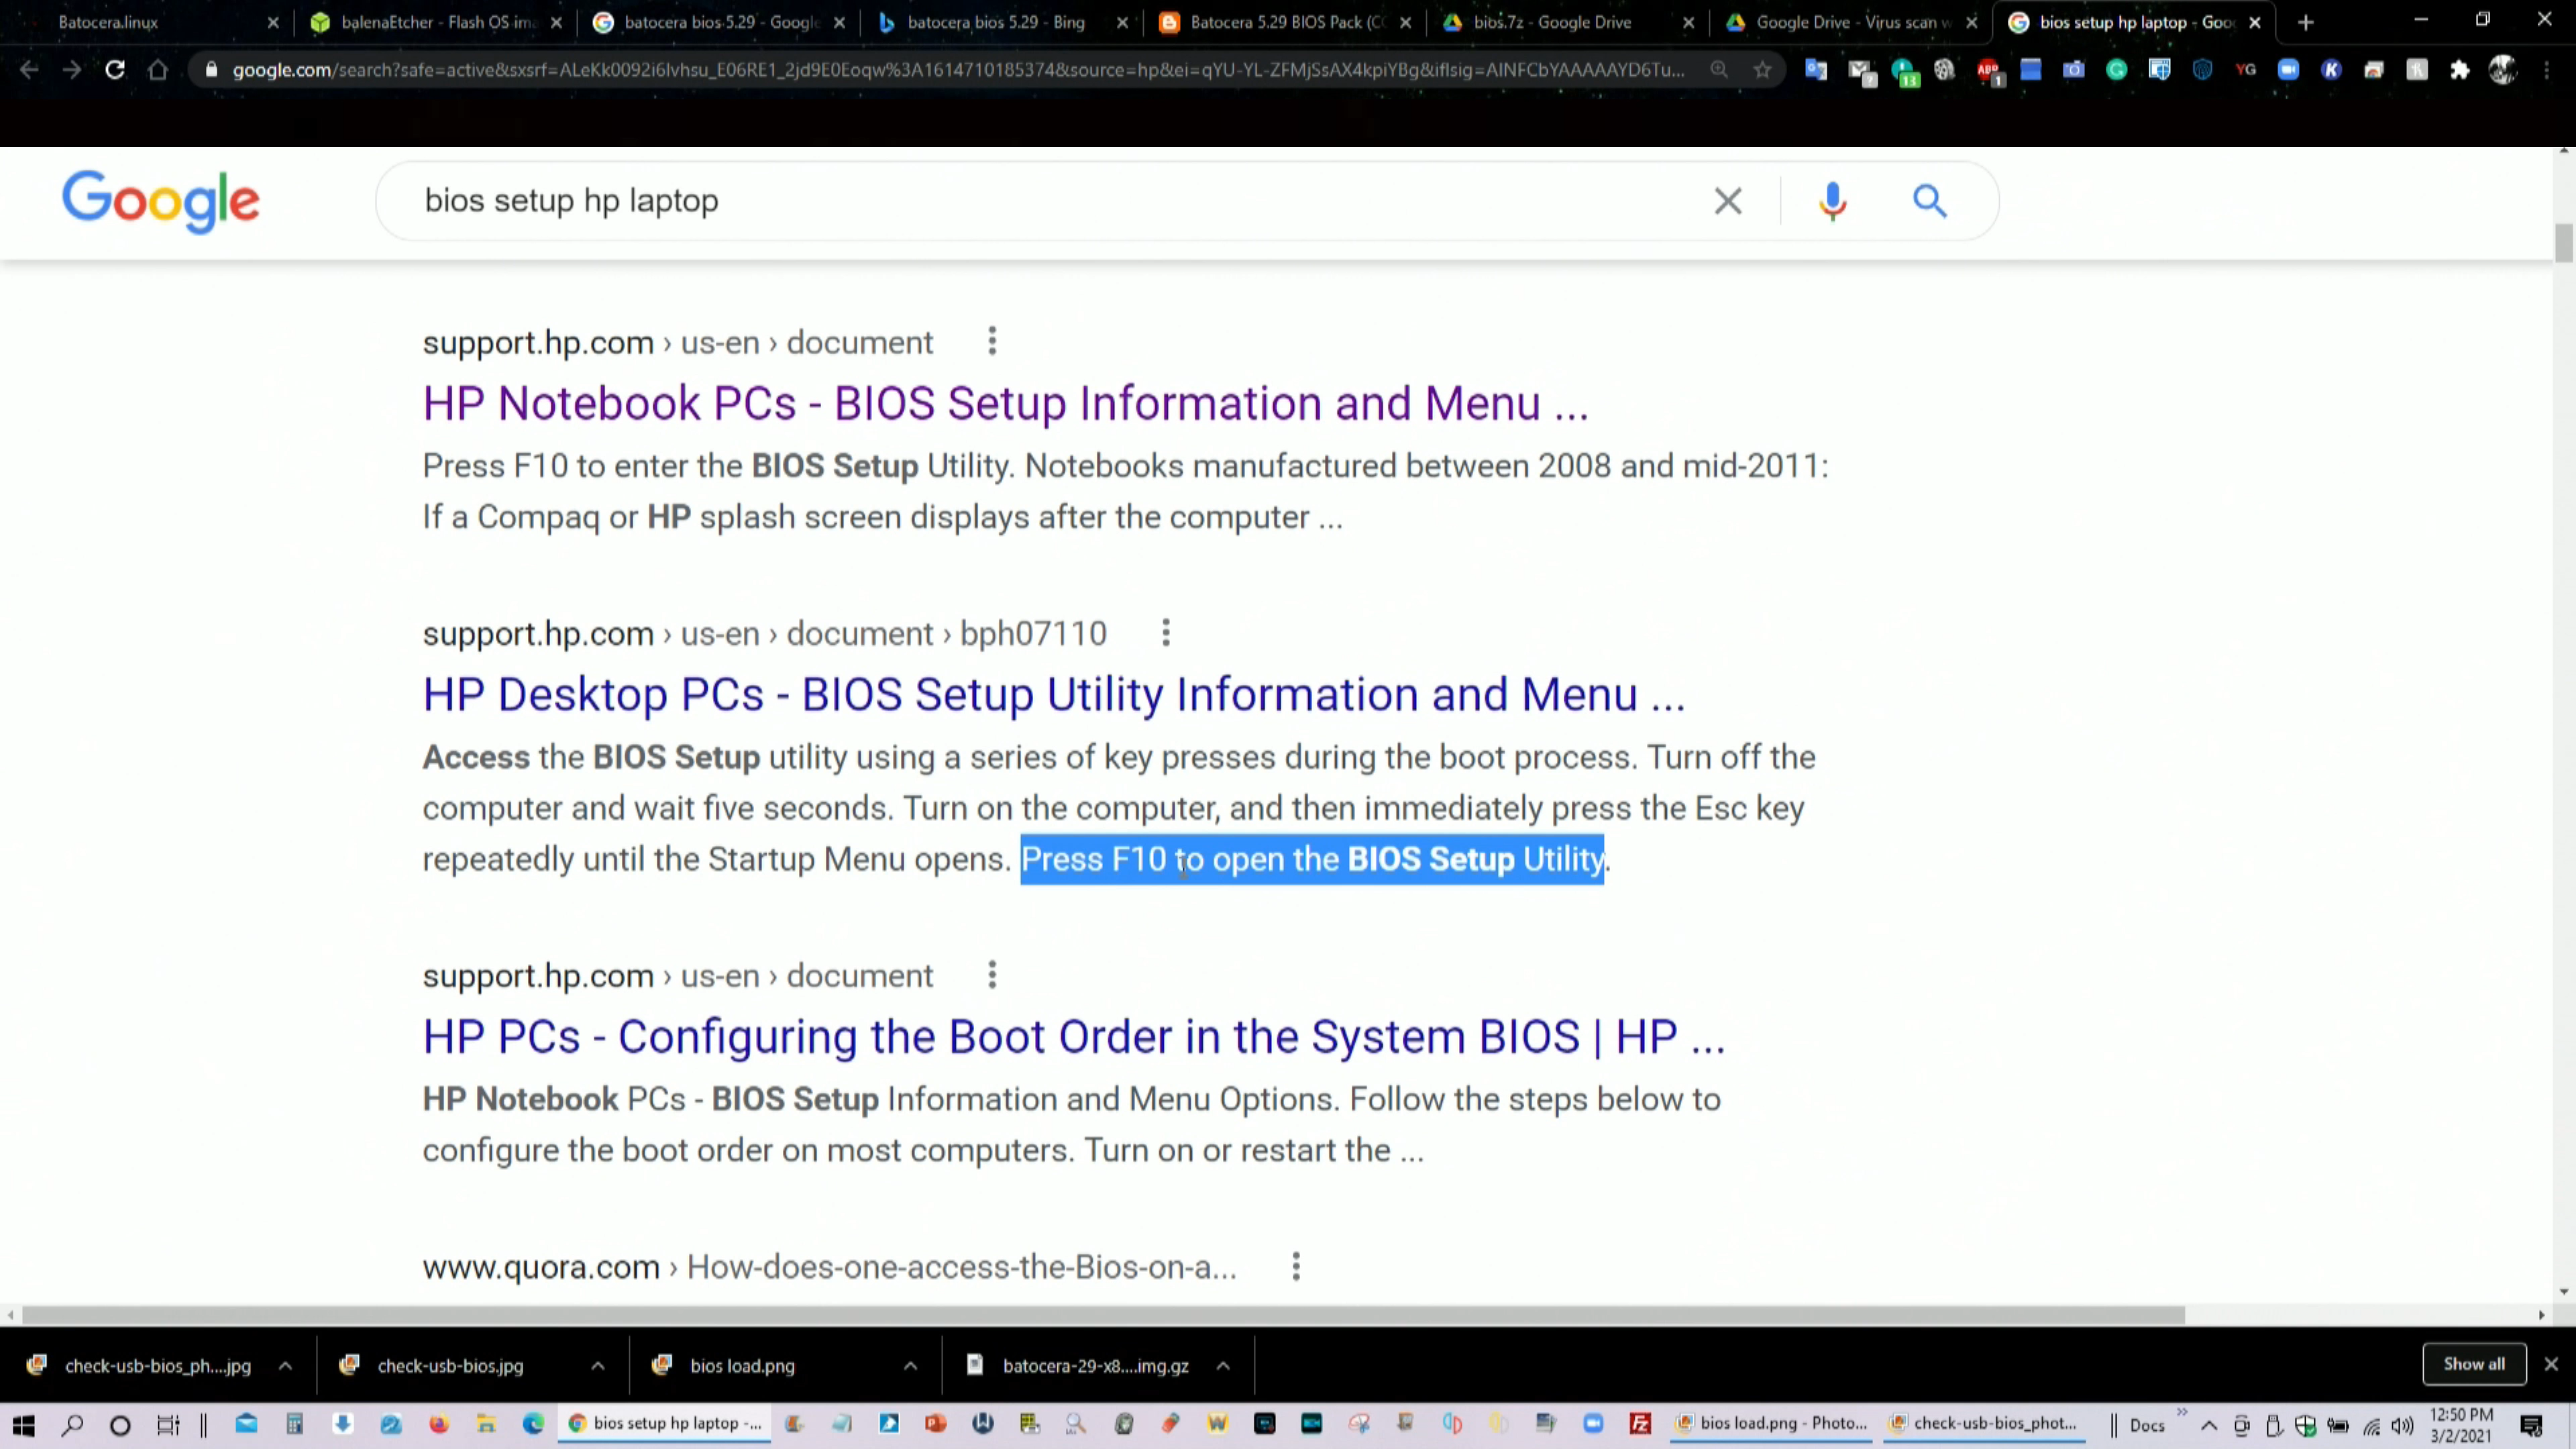 Batocera.linux
balenaEtcher - Flash OS im
batocera bios 5.29 - Google
batocera bios 5.29 - Bing
Batocera 5.29 BIOS Pack (C
bios.7z - Google Drive
Google Drive - Virus scan w
bios setup hp laptop - Goo
google.com/search?safe=active&sxsrf=ALeKk0092i6lvhsu_E06RE1_2jd9E0Eoqw%3A1614710185374&source=hp&ei=qYU-YL-ZFMjSsAX4kpiYBg&iflsig=AINFCbYAAAAAYD6Tu...
Google
bios setup hp laptop
support.hp.com › us-en › document
HP Notebook PCs - BIOS Setup Information and Menu ...
Press F10 to enter the BIOS Setup Utility. Notebooks manufactured between 2008 and mid-2011:
If a Compaq or HP splash screen displays after the computer ...
support.hp.com › us-en › document › bph07110
HP Desktop PCs - BIOS Setup Utility Information and Menu ...
Access the BIOS Setup utility using a series of key presses during the boot process. Turn off the
computer and wait five seconds. Turn on the computer, and then immediately press the Esc key
repeatedly until the Startup Menu opens. Press F10 to open the BIOS Setup Utility.
support.hp.com › us-en › document
HP PCs - Configuring the Boot Order in the System BIOS | HP ...
HP Notebook PCs - BIOS Setup Information and Menu Options. Follow the steps below to
configure the boot order on most computers. Turn on or restart the ...
www.quora.com › How-does-one-access-the-Bios-on-a...
check-usb-bios_ph....jpg
check-usb-bios.jpg
bios load.png
batocera-29-x8....img.gz
Show all
bios setup hp laptop -...
bios load.png - Photo...
check-usb-bios_phot...
Docs
12:50 PM
3/2/2021